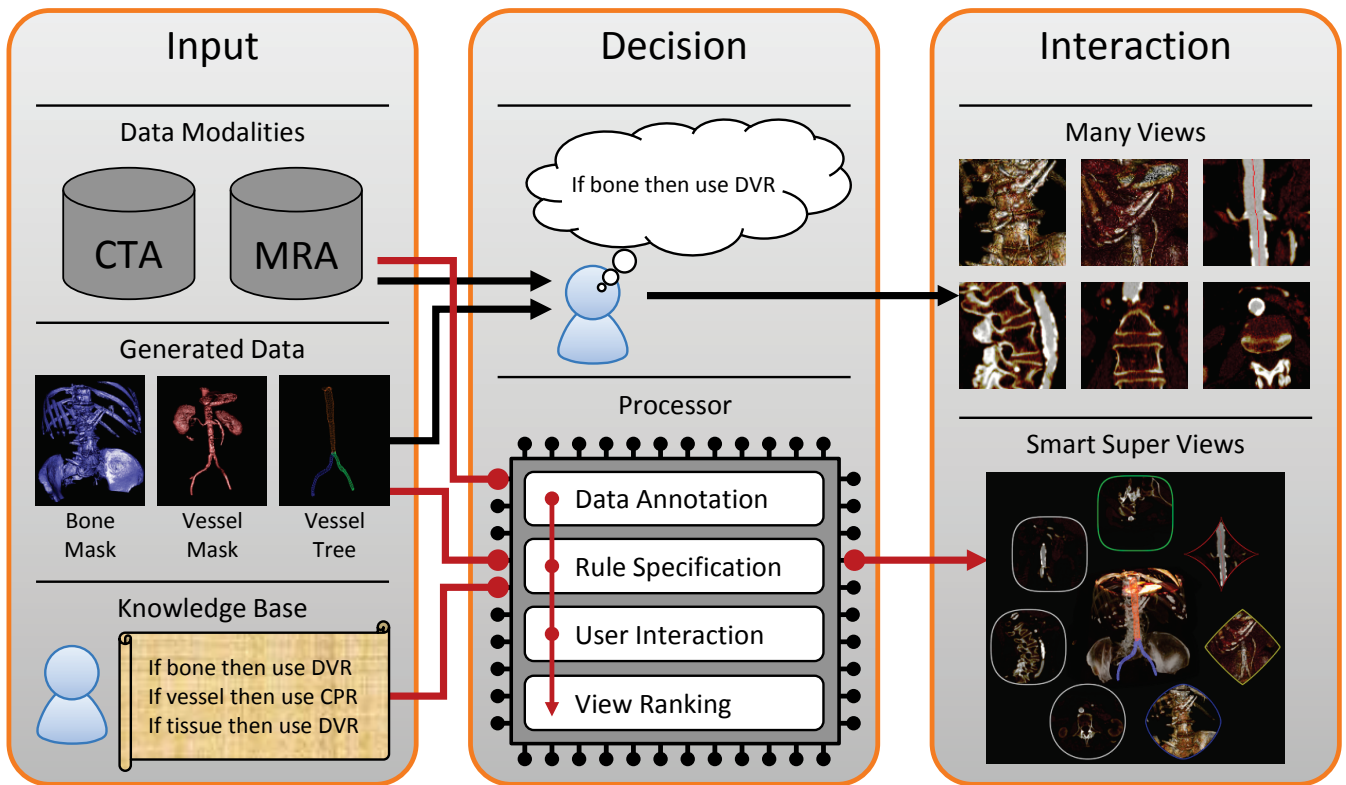 Input
Data Modalities
CTA
MRA
Generated Data
Bone
Mask
Vessel
Mask
Vessel
Tree
Knowledge Base
If bone then use DVR
If vessel then use CPR
If tissue then use DVR
Decision
If bone then use DVR
Processor
Data Annotation
Rule Specification
User Interaction
View Ranking
Interaction
Many Views
Smart Super Views